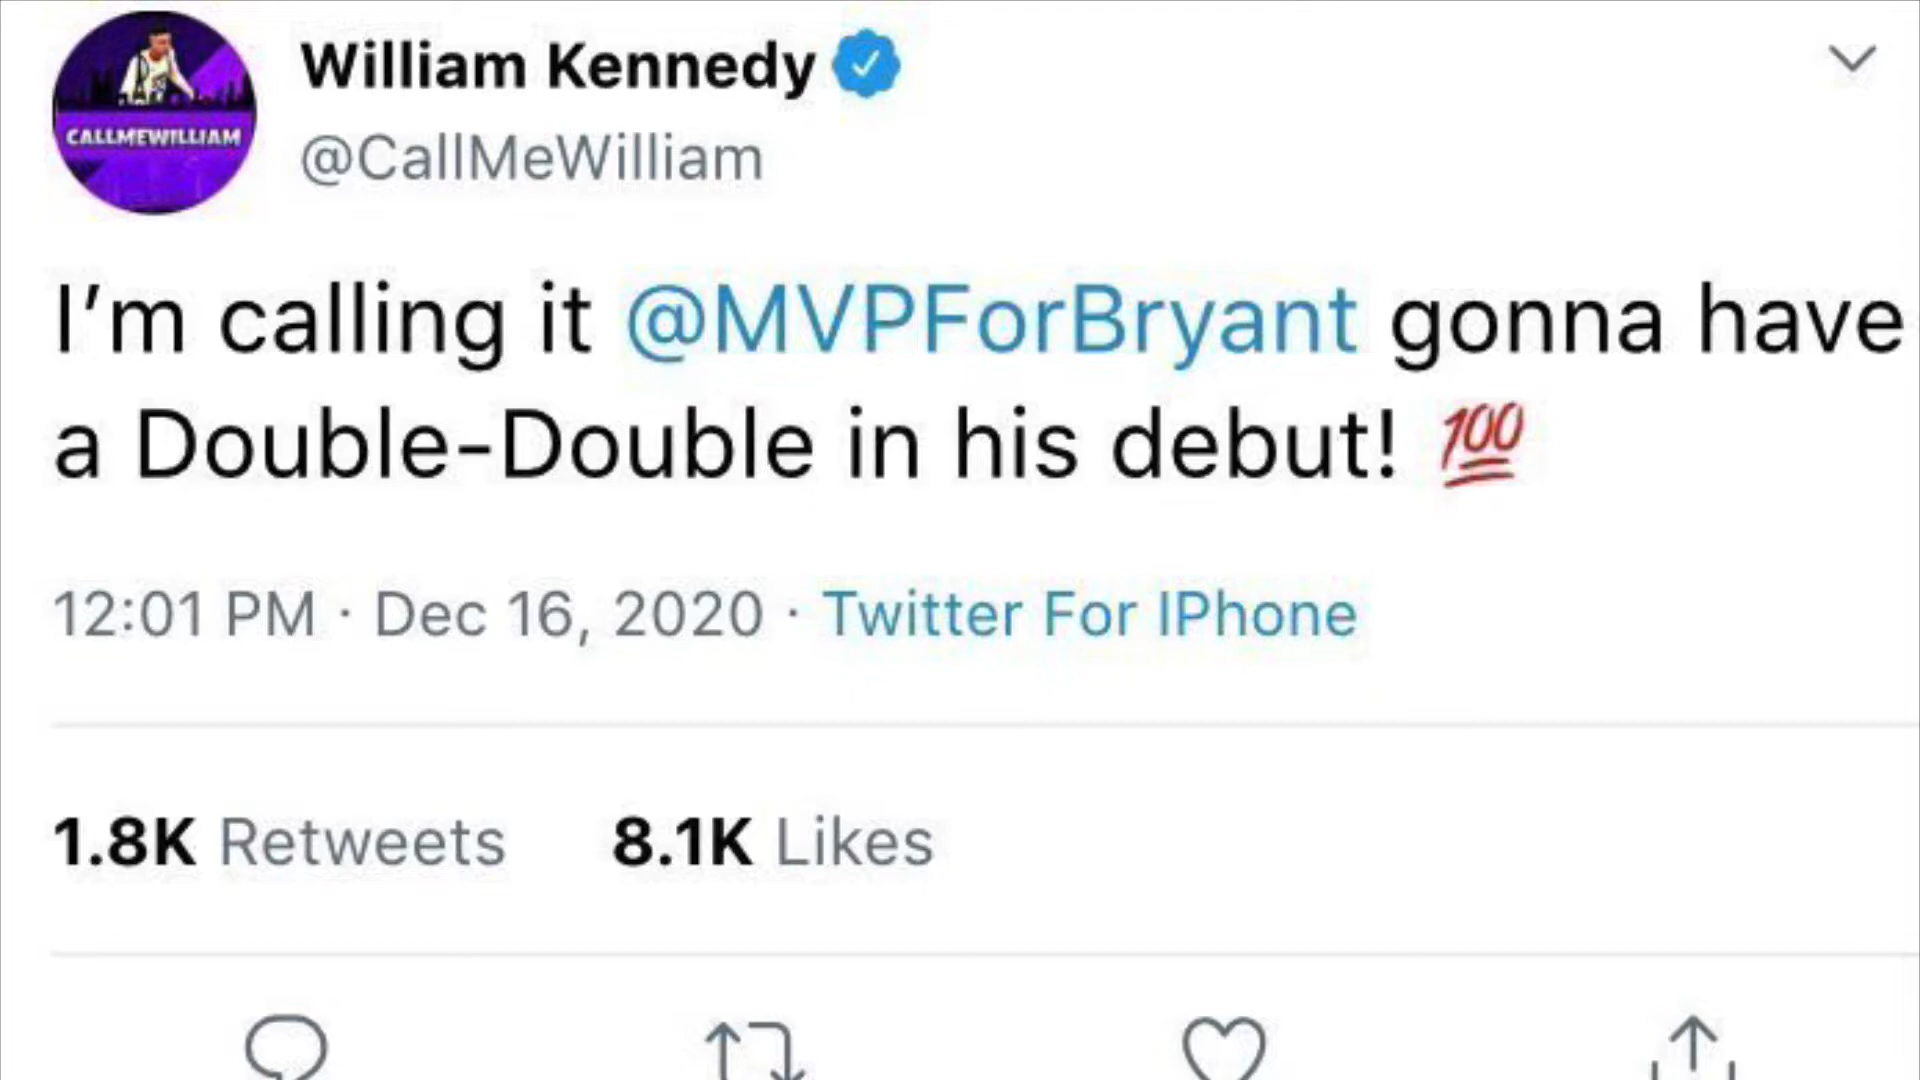 William Kennedy
@CallMeWilliam
CALLMEWILLIAM
I'm calling it @MVPForBryant gonna have
a Double-Double in his debut! 💯
12:01 PM · Dec 16, 2020 · Twitter For IPhone
1.8K Retweets 8.1K Likes